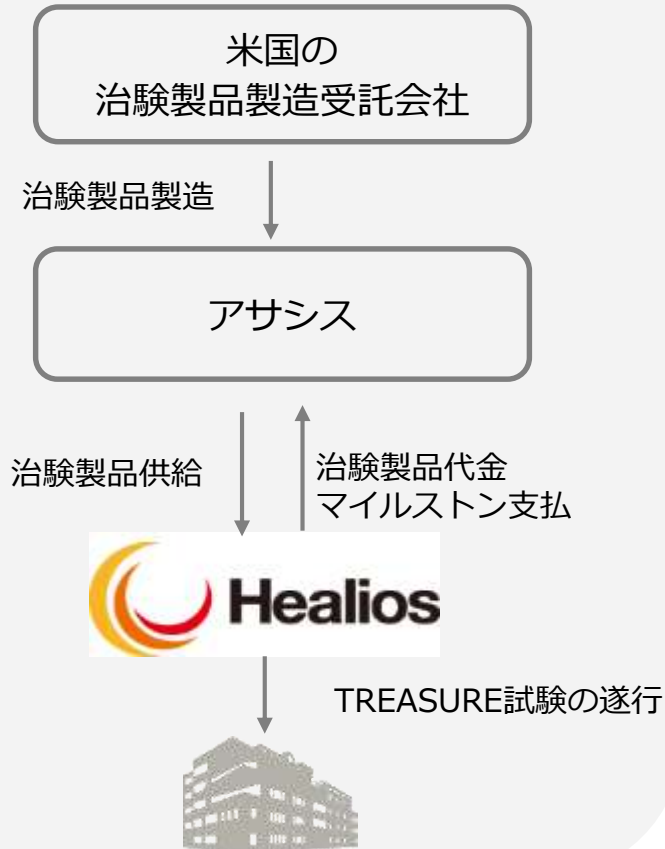 米国の
治験製品製造受託会社
治験製品製造
アサシス
治験製品供給
治験製品代金
マイルストン支払
Healios
TREASURE試験の遂行